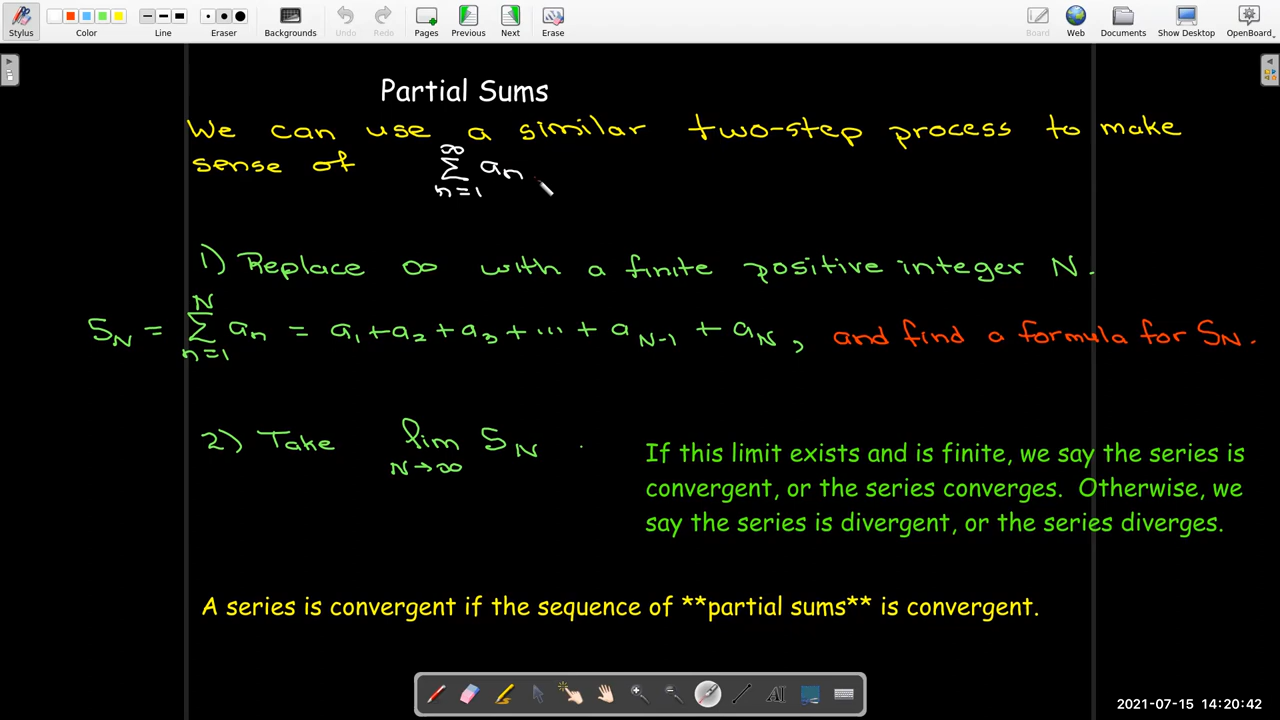 Stylus
Color
Line
Eraser
Backgrounds
Undo
Redo
Pages
Previous
Next
Erase
Board
Web
Documents
Show Desktop
OpenBoard
Partial Sums
We can use a similar two-step process to make
sense of ∑_{n=1}^{∞} a_n
1) Replace ∞ with a finite positive integer N.
S_N = ∑_{n=1}^{N} a_n = a_1 + a_2 + a_3 + ... + a_{N-1} + a_N, and find a formula for S_N.
2) Take lim_{N→∞} S_N .
If this limit exists and is finite, we say the series is
convergent, or the series converges. Otherwise, we
say the series is divergent, or the series diverges.
A series is convergent if the sequence of **partial sums** is convergent.
AI
2021-07-15 14:20:42